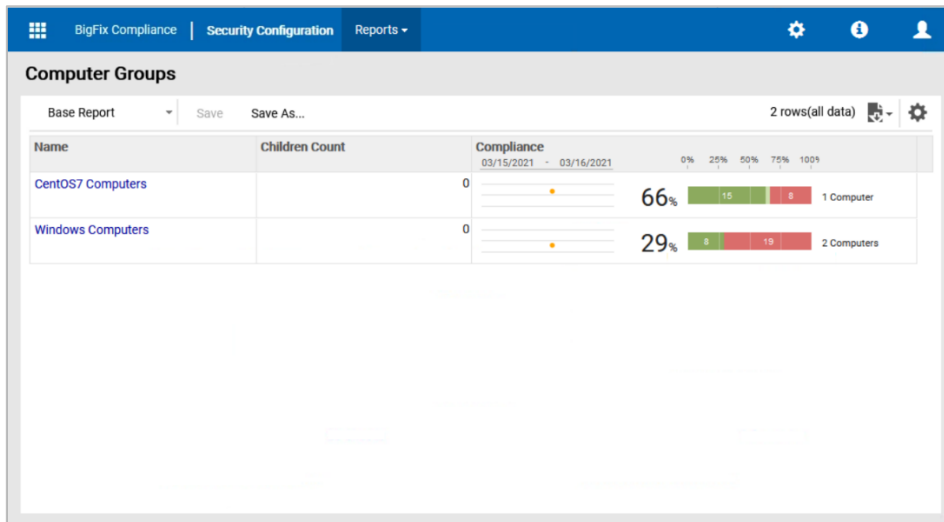 BigFix Compliance | Security Configuration Reports
Computer Groups
Base Report Save Save As... 2 rows(all data)
Name Children Count Compliance
03/15/2021 - 03/16/2021 0% 25% 50% 75% 100%
CentOS7 Computers 0 66% 15 8 1 Computer
Windows Computers 0 29% 8 19 2 Computers